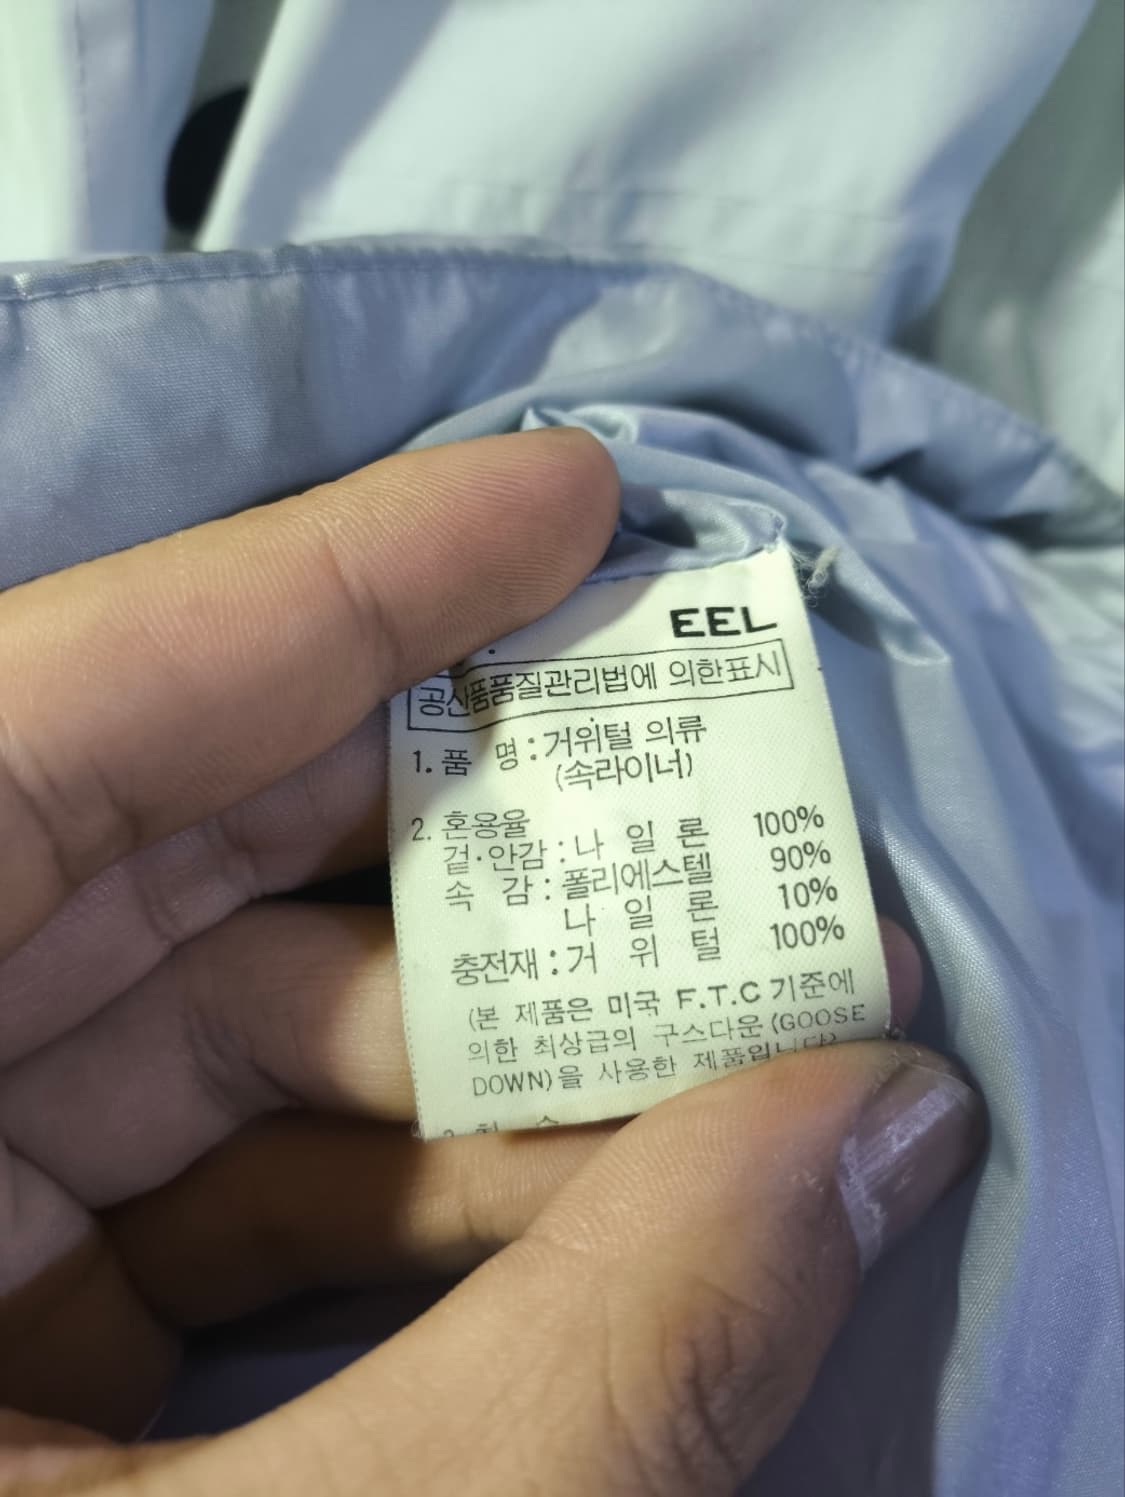 EEL
공산품품질관리법에 의한표시
1. 품 명 : 거위털 의류
(속라이너)
2. 혼용율
겉·안감 : 나 일 론 100%
속 감 : 폴리에스텔 90%
나 일 론 10%
충전재 : 거 위 털 100%
(본 제품은 미국 F.T.C 기준에
의한 최상급의 구스다운 (GOOSE
DOWN)을 사용한 제품입니다)